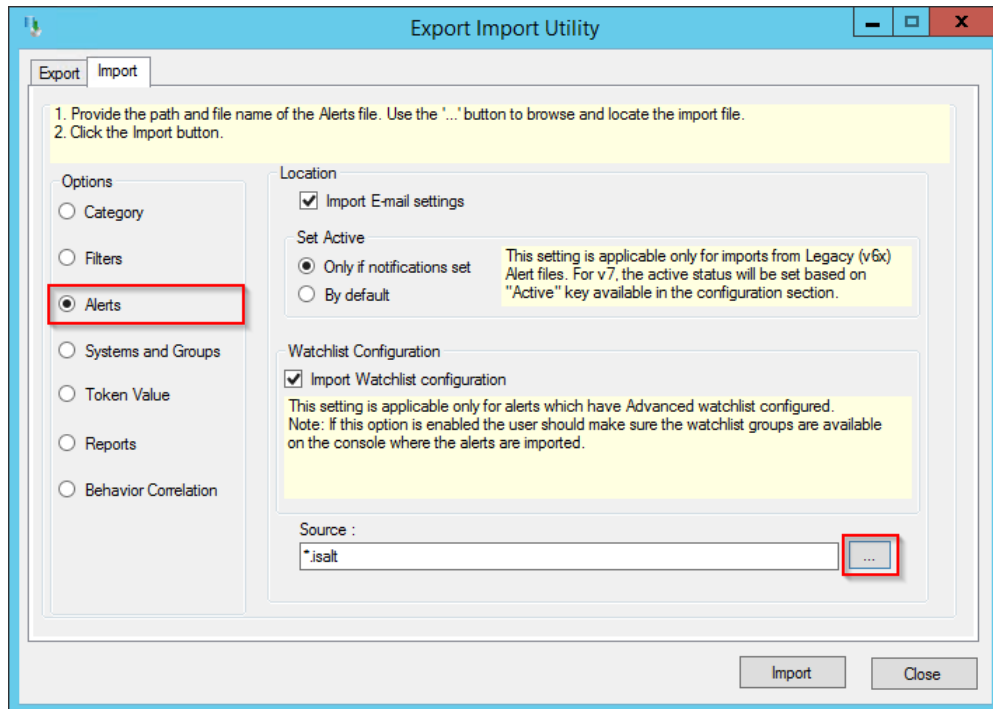 Export Import Utility
Export
Import
1. Provide the path and file name of the Alerts file. Use the '...' button to browse and locate the import file.
2. Click the Import button.
Options
Category
Filters
Alerts
Systems and Groups
Token Value
Reports
Behavior Correlation
Location
Import E-mail settings
Set Active
Only if notifications set
By default
This setting is applicable only for imports from Legacy (v6x)
Alert files. For v7, the active status will be set based on
"Active" key available in the configuration section.
Watchlist Configuration
Import Watchlist configuration
This setting is applicable only for alerts which have Advanced watchlist configured.
Note: If this option is enabled the user should make sure the watchlist groups are available
on the console where the alerts are imported.
Source :
*.isalt
...
Import
Close